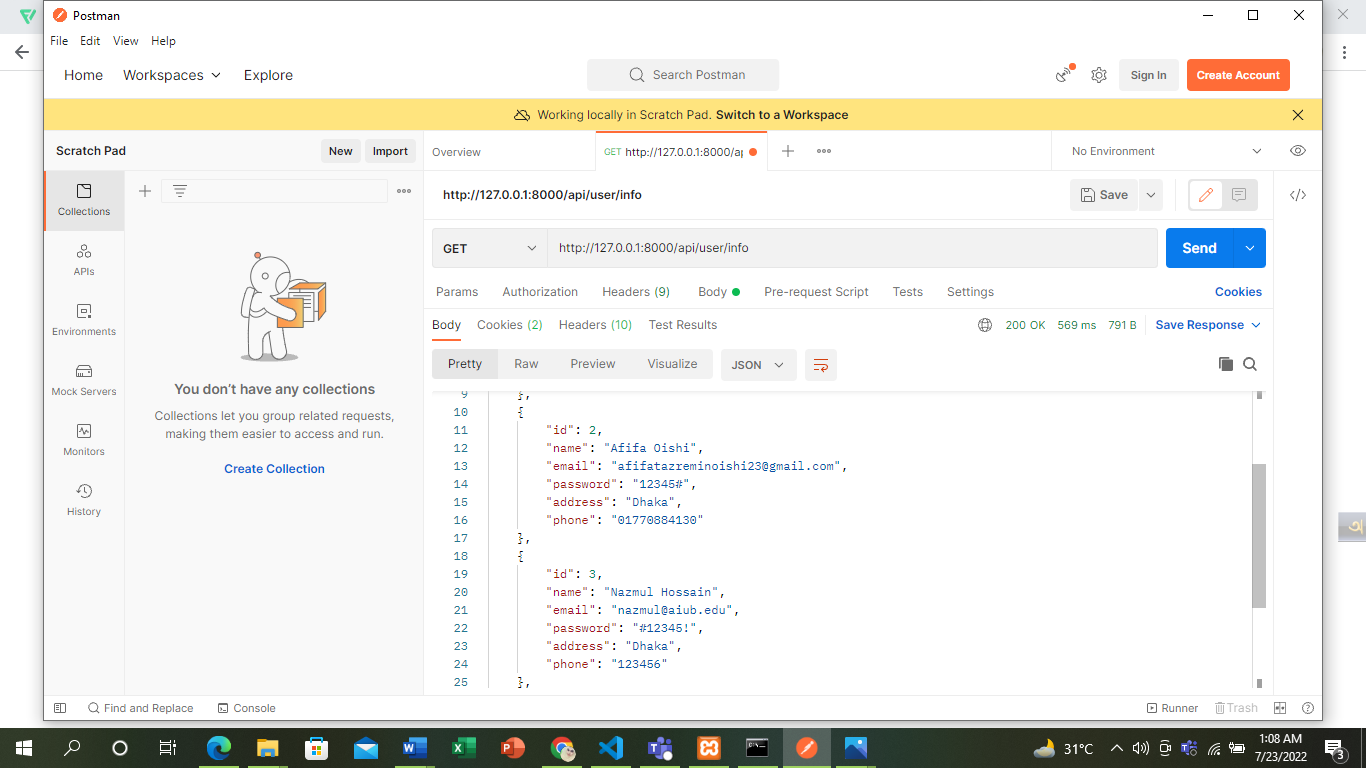 Postman
File Edit View Help
Home Workspaces Explore Search Postman Sign In Create Account
Working locally in Scratch Pad. Switch to a Workspace
Scratch Pad New Import
Overview GET http://127.0.0.1:8000/ap No Environment
http://127.0.0.1:8000/api/user/info Save
Collections
APIs
Environments
Mock Servers
Monitors
History
You don't have any collections
Collections let you group related requests,
making them easier to access and run.
Create Collection
GET http://127.0.0.1:8000/api/user/info Send
Params Authorization Headers (9) Body Pre-request Script Tests Settings Cookies
Body Cookies (2) Headers (10) Test Results 200 OK 569 ms 791 B Save Response
Pretty Raw Preview Visualize JSON
9 },
10 {
11 "id": 2,
12 "name": "Afifa Oishi",
13 "email": "afifatazreminoishi23@gmail.com",
14 "password": "12345#",
15 "address": "Dhaka",
16 "phone": "01770884130"
17 },
18 {
19 "id": 3,
20 "name": "Nazmul Hossain",
21 "email": "nazmul@aiub.edu",
22 "password": "#12345!",
23 "address": "Dhaka",
24 "phone": "123456"
25 },
Find and Replace Console Runner Trash
31°C 1:08 AM
7/23/2022 3